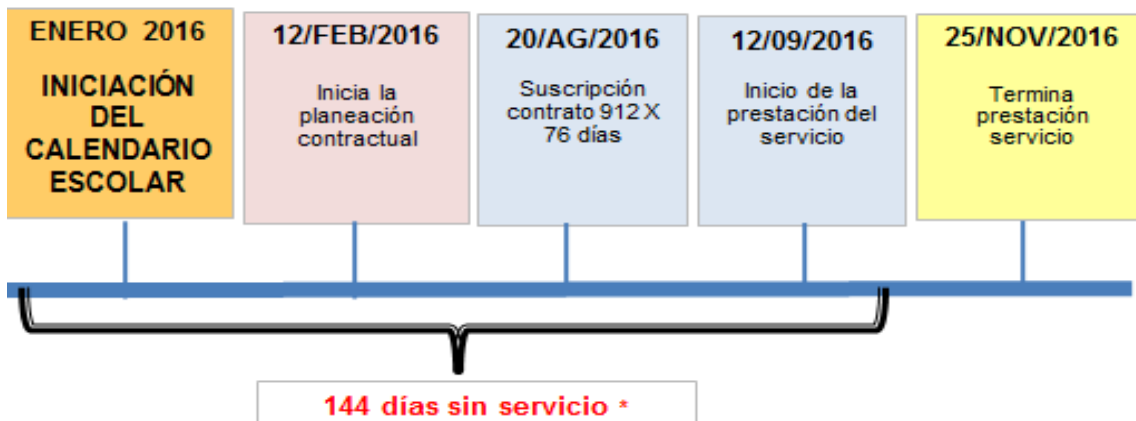 ENERO 2016
INICIACIÓN
DEL
CALENDARIO
ESCOLAR
12/FEB/2016
Inicia la
planeación
contractual
20/AG/2016
Suscripción
contrato 912 X
76 días
12/09/2016
Inicio de la
prestación del
servicio
25/NOV/2016
Termina
prestación
servicio
144 días sin servicio *